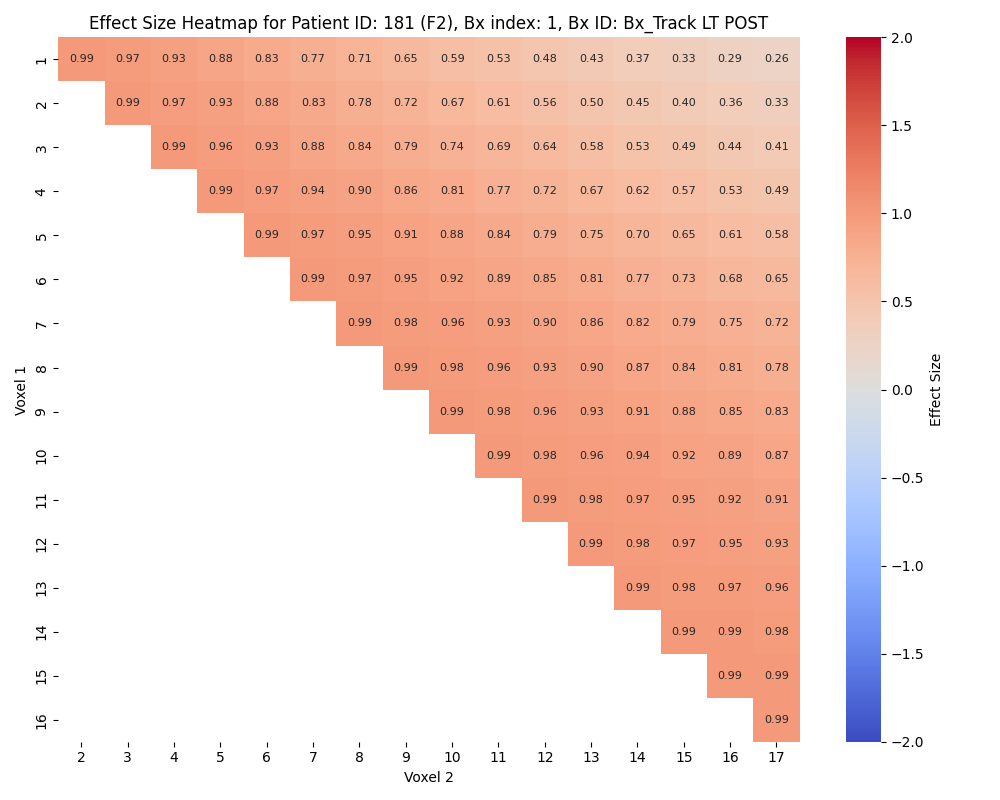 Effect Size Heatmap for Patient ID: 181 (F2), Bx index: 1, Bx ID: Bx_Track LT POST
1 0.99 0.97 0.93 0.88 0.83 0.77 0.71 0.65 0.59 0.53 0.48 0.43 0.37 0.33 0.29 0.26
2 0.99 0.97 0.93 0.88 0.83 0.78 0.72 0.67 0.61 0.56 0.50 0.45 0.40 0.36 0.33
3 0.99 0.96 0.93 0.88 0.84 0.79 0.74 0.69 0.64 0.58 0.53 0.49 0.44 0.41
4 0.99 0.97 0.94 0.90 0.86 0.81 0.77 0.72 0.67 0.62 0.57 0.53 0.49
5 0.99 0.97 0.95 0.91 0.88 0.84 0.79 0.75 0.70 0.65 0.61 0.58
6 0.99 0.97 0.95 0.92 0.89 0.85 0.81 0.77 0.73 0.68 0.65
7 0.99 0.98 0.96 0.93 0.90 0.86 0.82 0.79 0.75 0.72
8 0.99 0.98 0.96 0.93 0.90 0.87 0.84 0.81 0.78
9 0.99 0.98 0.96 0.93 0.91 0.88 0.85 0.83
10 0.99 0.98 0.96 0.94 0.92 0.89 0.87
11 0.99 0.98 0.97 0.95 0.92 0.91
12 0.99 0.98 0.97 0.95 0.93
13 0.99 0.98 0.97 0.96
14 0.99 0.99 0.98
15 0.99 0.99
16 0.99
2 3 4 5 6 7 8 9 10 11 12 13 14 15 16 17
Voxel 2
Voxel 1
2.0
1.5
1.0
0.5
0.0
−0.5
−1.0
−1.5
−2.0
Effect Size